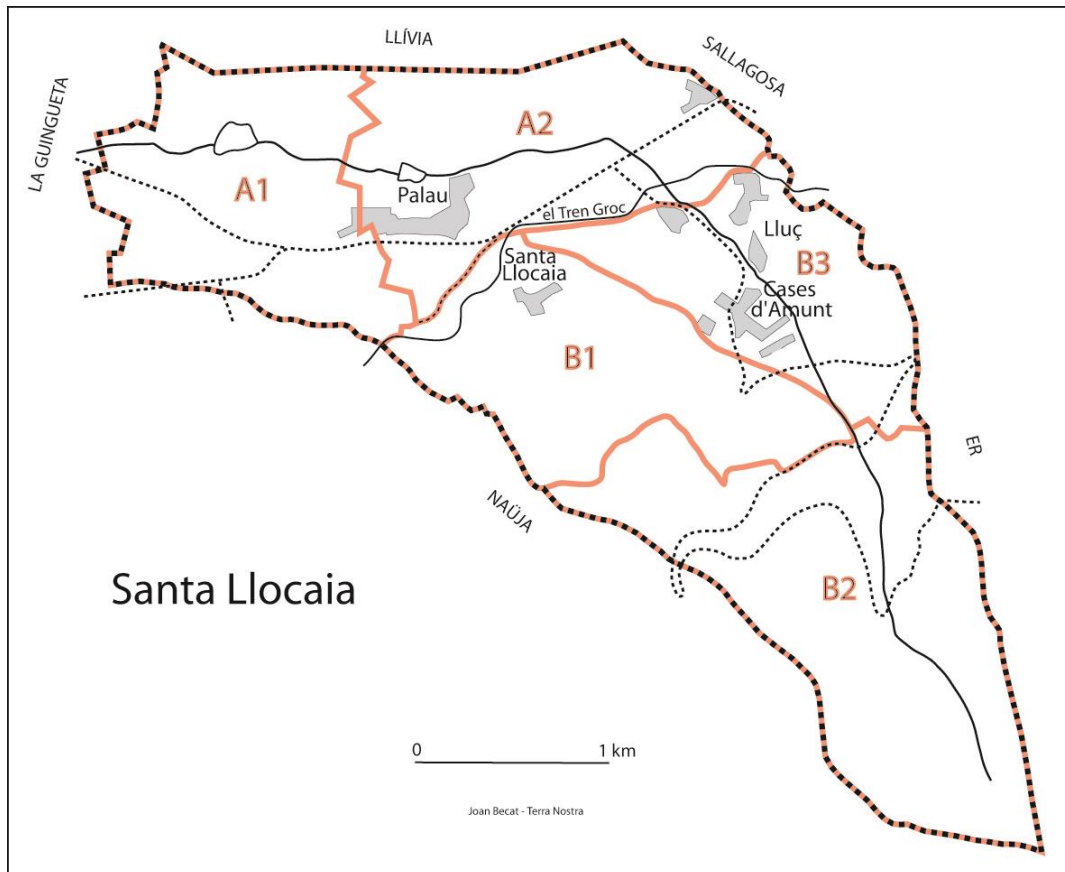 LLÍVIA
SALLAGOSA
LA GUINGUETA
A2
A1
Palau
el Tren Groc
Lluç
Santa
Llocaia
B3
Cases
d'Amunt
B1
ER
NAÜJA
Santa Llocaia
B2
0 1 km
Joan Becat - Terra Nostra